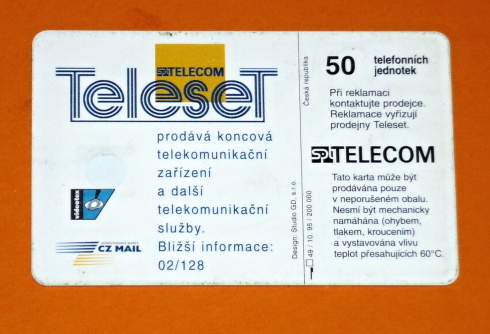 SPT TELECOM
TeleseT
prodává koncová
telekomunikační
zařízení
a další
telekomunikační
služby.
Bližší informace:
02/128
videotex
CZ MAIL
Design: Studio GD, s.r.o
Česká republika
49 / 10. 95 / 200 000
50 telefonních
jednotek
Při reklamaci
kontaktujte prodejce.
Reklamace vyřizují
prodejny Teleset.
SPT TELECOM
Tato karta může být
prodávána pouze
v neporušeném obalu.
Nesmí být mechanicky
namáhána (ohybem,
tlakem, kroucením)
a vystavována vlivu
teplot přesahujících 60°C.